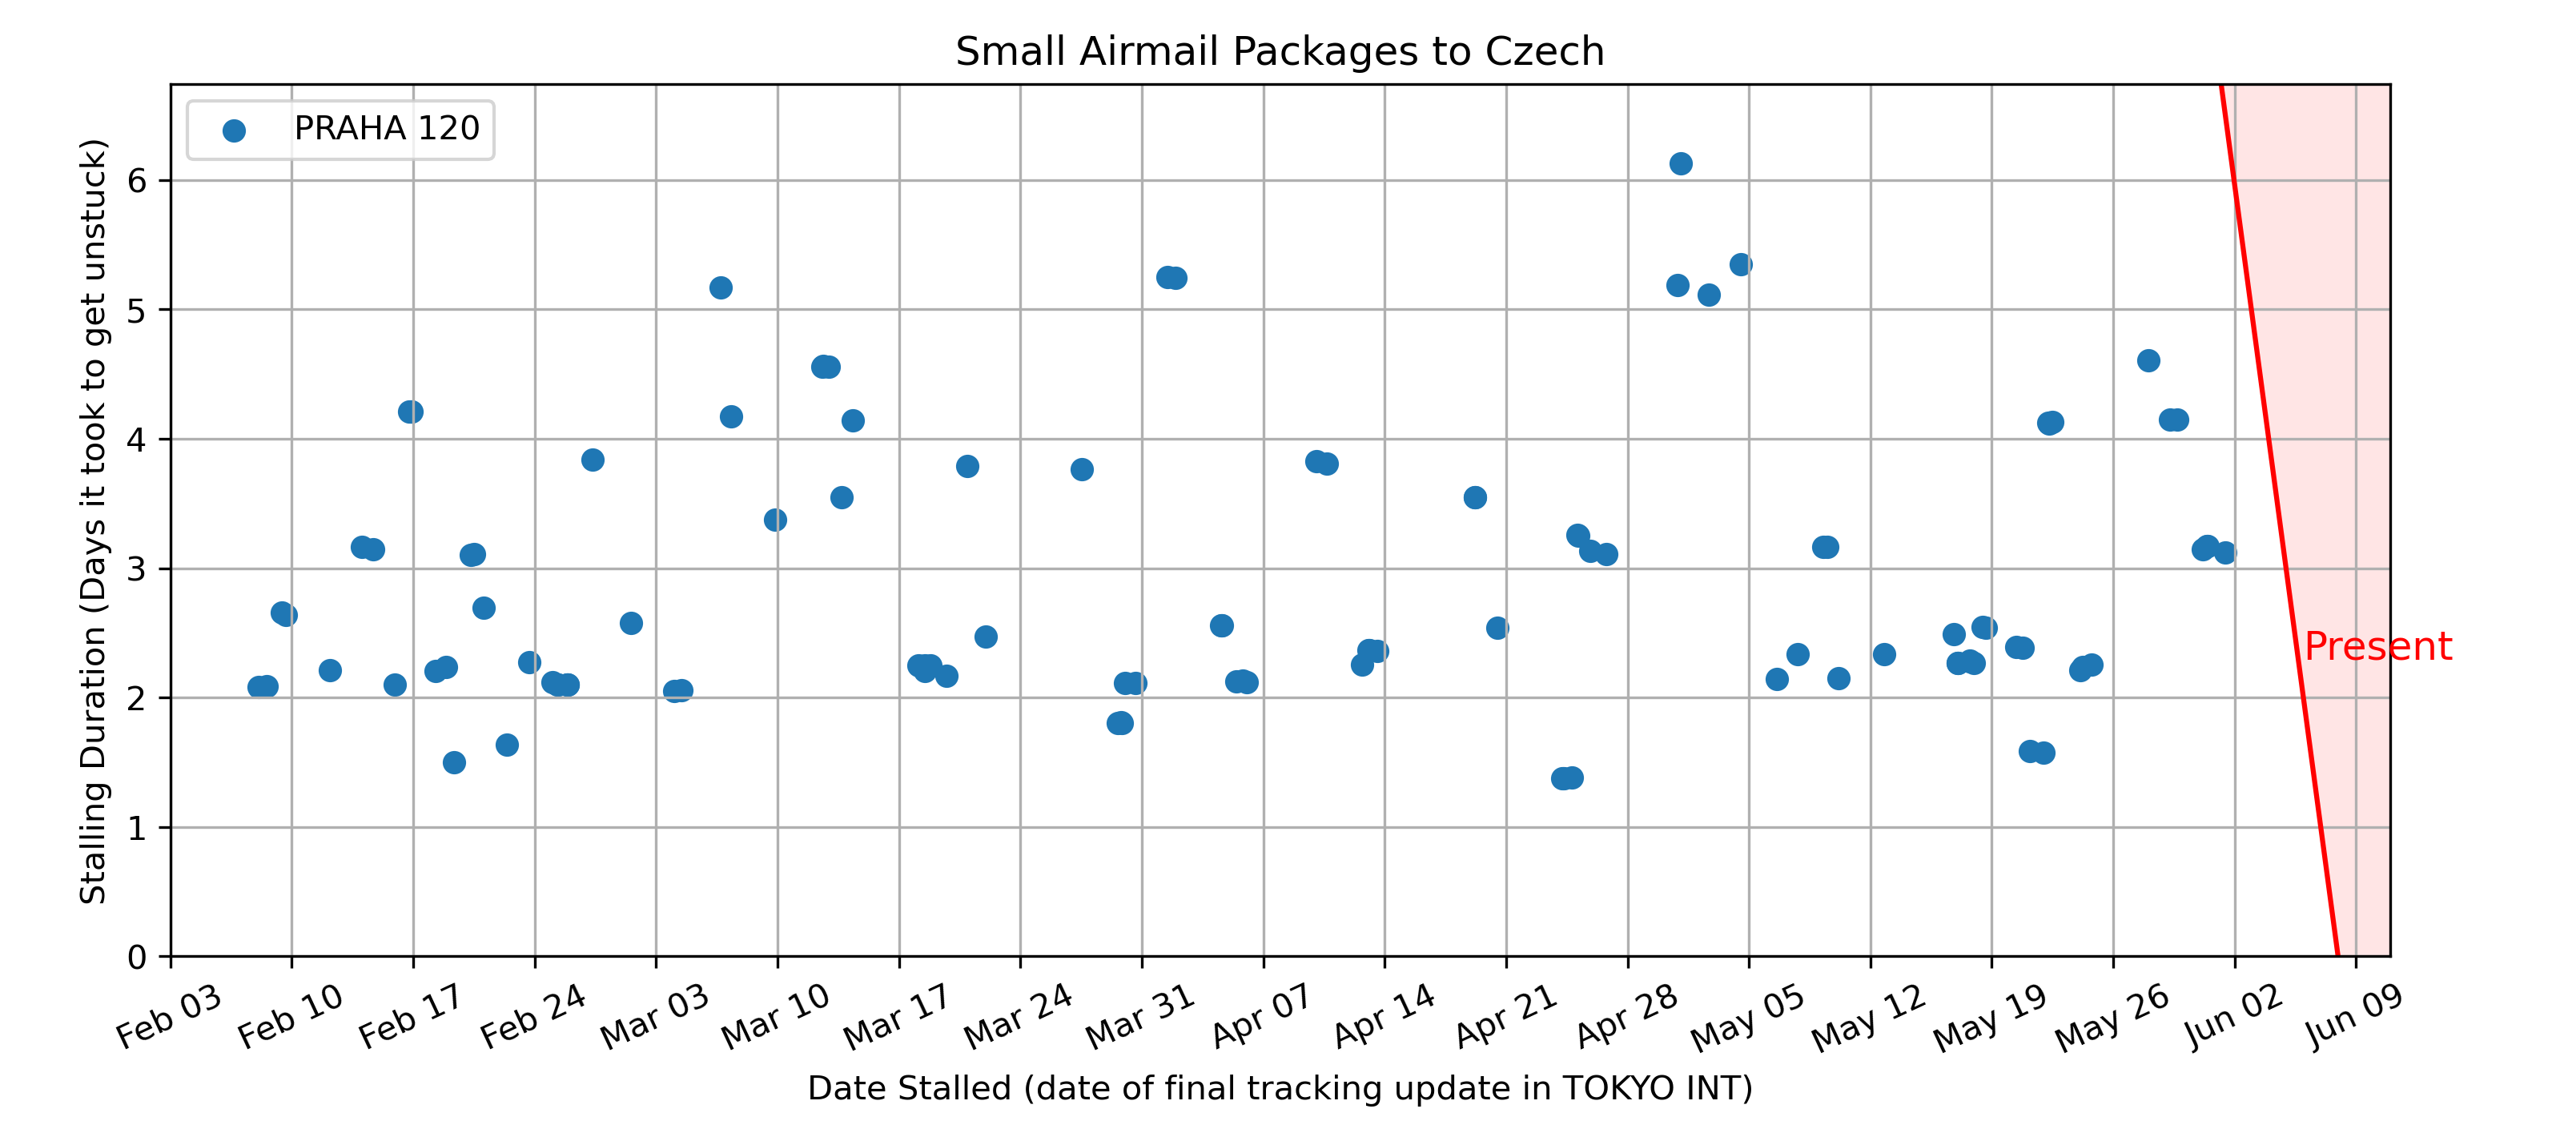 Small Airmail Packages to Czech
PRAHA 120
Stalling Duration (Days it took to get unstuck)
6
5
4
3
2
1
0
Present
Feb 03
Feb 10
Feb 17
Feb 24
Mar 03
Mar 10
Mar 17
Mar 24
Mar 31
Apr 07
Apr 14
Apr 21
Apr 28
May 05
May 12
May 19
May 26
Jun 02
Jun 09
Date Stalled (date of final tracking update in TOKYO INT)